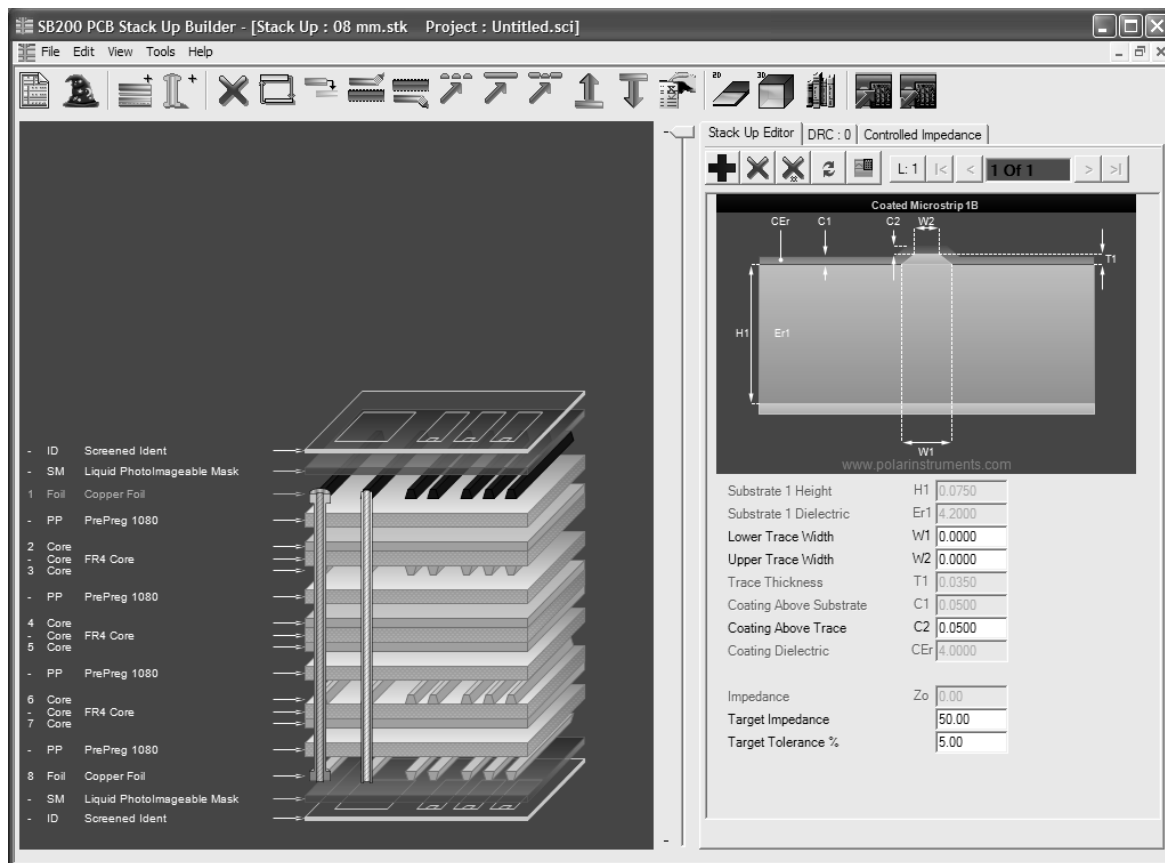 SB200 PCB Stack Up Builder - [Stack Up : 08 mm.stk Project : Untitled.sci]
File Edit View Tools Help
2D 3D
Stack Up Editor DRC : 0 Controlled Impedance
L: 1 |< < 1 Of 1 > >|
Coated Microstrip 1B
CEr C1 C2 W2
T1
H1 Er1
W1
www.polarinstruments.com
- ID Screened Ident
- SM Liquid PhotoImageable Mask
1 Foil Copper Foil
- PP PrePreg 1080
2 Core
- Core FR4 Core
3 Core
- PP PrePreg 1080
4 Core
- Core FR4 Core
5 Core
- PP PrePreg 1080
6 Core
- Core FR4 Core
7 Core
- PP PrePreg 1080
8 Foil Copper Foil
- SM Liquid PhotoImageable Mask
- ID Screened Ident
Substrate 1 Height H1 0.0750
Substrate 1 Dielectric Er1 4.2000
Lower Trace Width W1 0.0000
Upper Trace Width W2 0.0000
Trace Thickness T1 0.0350
Coating Above Substrate C1 0.0500
Coating Above Trace C2 0.0500
Coating Dielectric CEr 4.0000
Impedance Zo 0.00
Target Impedance 50.00
Target Tolerance % 5.00